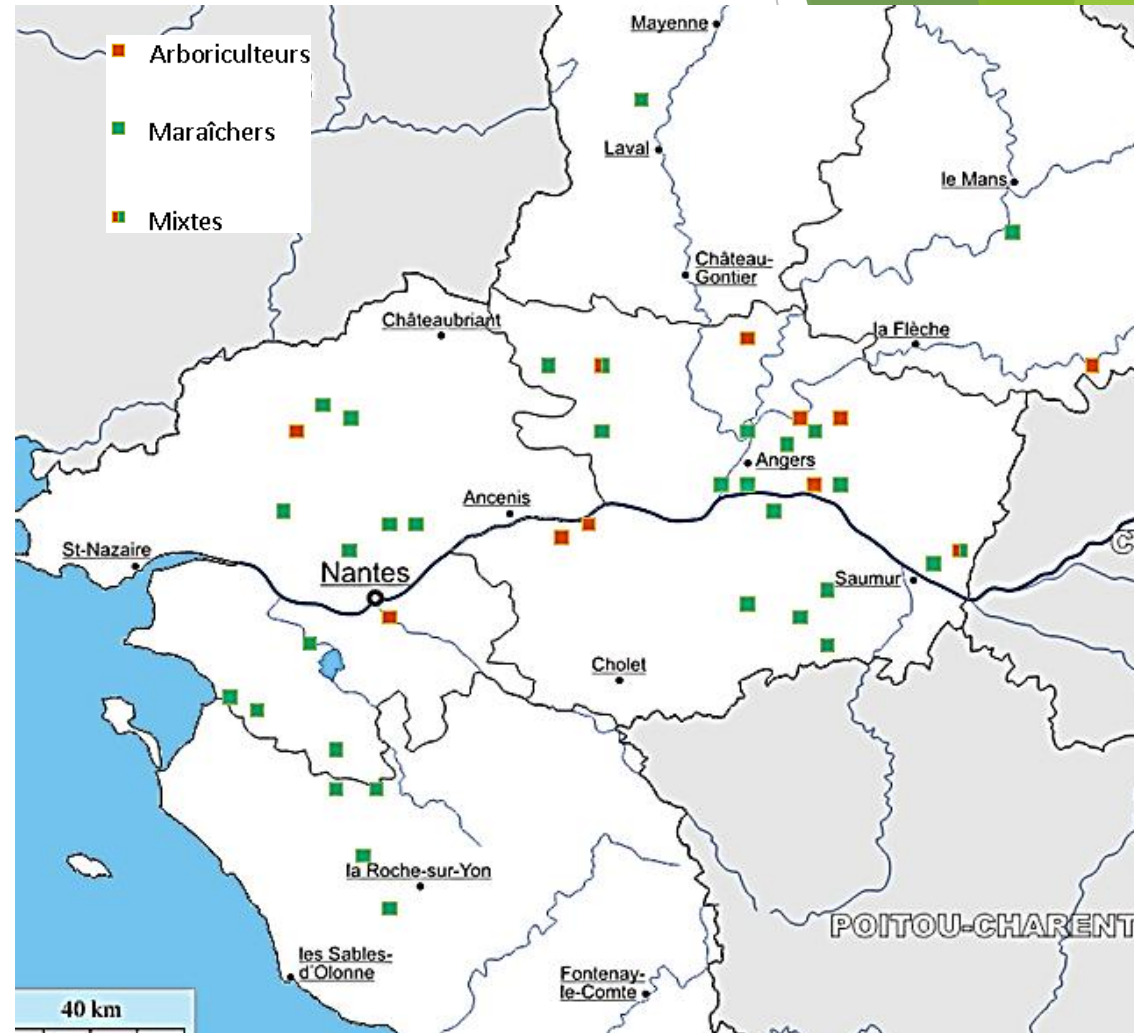 Arboriculteurs
Maraîchers
Mixtes
Mayenne
Laval
le Mans
Château-
Gontier
Châteaubriant
la Flèche
Angers
Ancenis
St-Nazaire
Nantes
Saumur
Cholet
la Roche-sur-Yon
POITOU-CHARENT
les Sables-
d'Olonne
Fontenay-
le-Comte
40 km